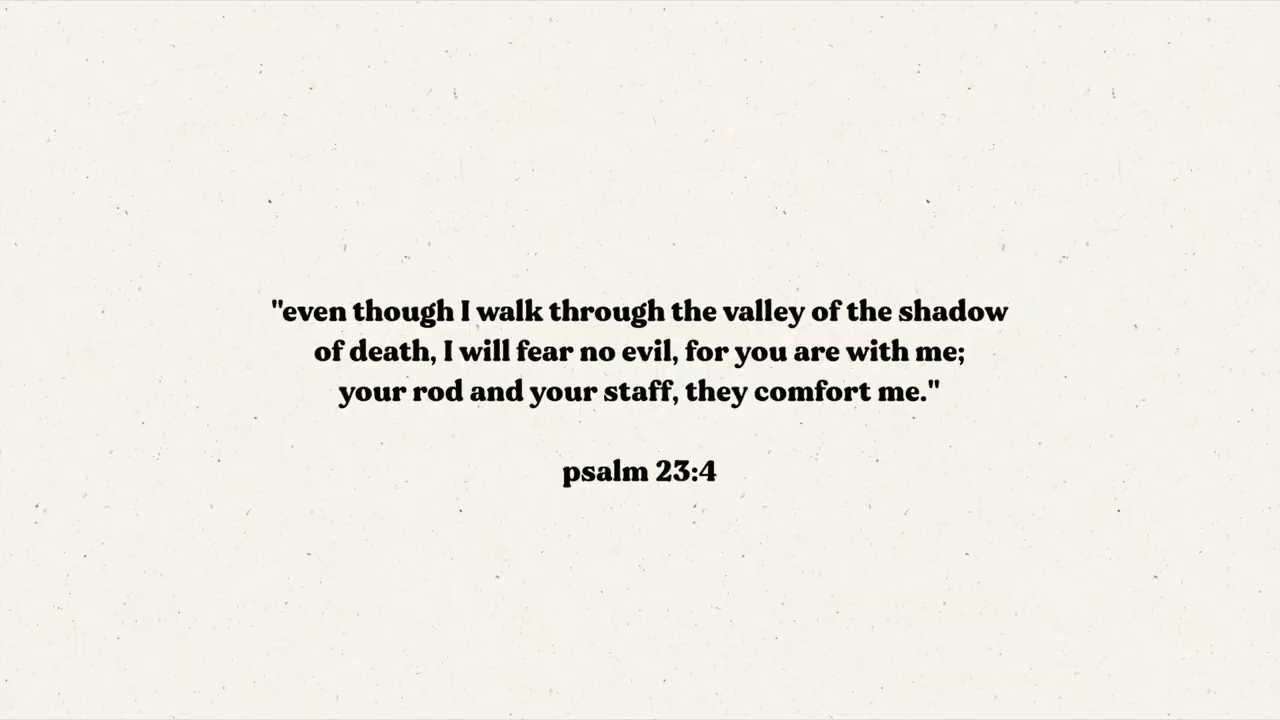 "even though I walk through the valley of the shadow
of death, I will fear no evil, for you are with me;
your rod and your staff, they comfort me."
psalm 23:4